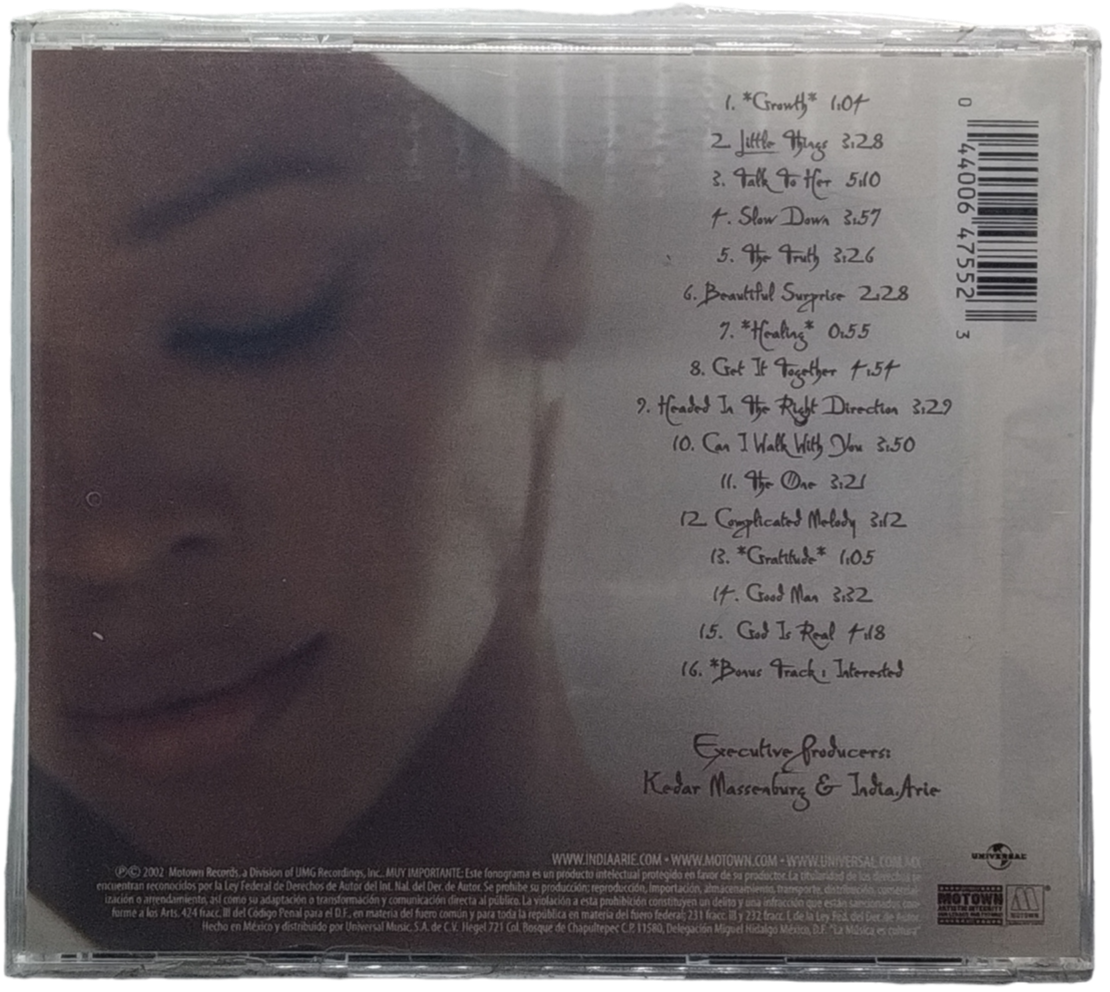 1. *Growth* 1:04
2. Little Things 3:28
3. Talk To Her 5:10
4. Slow Down 3:57
5. The Truth 3:26
6. Beautiful Surprise 2:28
7. *Healing* 0:55
8. Get It Together 4:54
9. Headed In The Right Direction 3:29
10. Can I Walk With You 3:50
11. The One 3:21
12. Complicated Melody 3:12
13. *Gratitude* 1:05
14. Good Man 3:32
15. God Is Real 4:18
16. *Bonus Track: Interested
Executive Producers:
Kedar Massenburg & India.Arie
0 44006 47552 3
WWW.INDIAARIE.COM • WWW.MOTOWN.COM • WWW.UNIVERSAL.COM.MX
UNIVERSAL
℗© 2002 Motown Records, a Division of UMG Recordings, Inc. MUY IMPORTANTE: Este fonograma es un producto intelectual protegido en favor de su productor. La titularidad de los derechos se
encuentran reconocidos por la Ley Federal de Derechos de Autor del Int. Nal. del Der. de Autor. Se prohibe su producción; reproducción, importación, almacenamiento, transporte, distribución, comercial-
ización o arrendamiento, así como su adaptación o transformación y comunicación directa al público. La violación a esta prohibición constituyen un delito y una infracción que están sancionados con-
forme a los Arts. 424 fracc. III del Código Penal para el D.F., en materia del fuero común y para toda la república en materia del fuero federal; 231 fracc. III y 232 fracc. I, de la Ley Fed. del Der. de Autor.
Hecho en México y distribuido por Universal Music, S.A. de C.V. Hegel 721 Col. Bosque de Chapultepec C.P. 11580, Delegación Miguel Hidalgo México, D.F. "La Música es cultura"
MOTOWN
M
MOTOWN
®